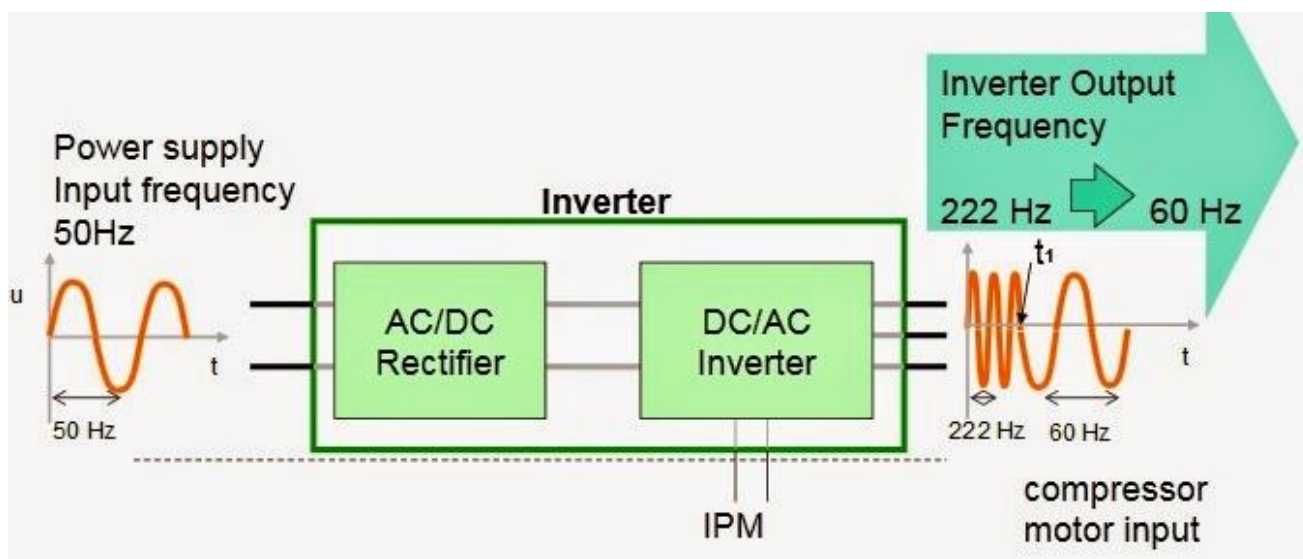 Power supply
Input frequency
50Hz
u
t
50 Hz
Inverter
AC/DC
Rectifier
DC/AC
Inverter
IPM
Inverter Output
Frequency
222 Hz 60 Hz
t₁
t
222 Hz 60 Hz
compressor
motor input